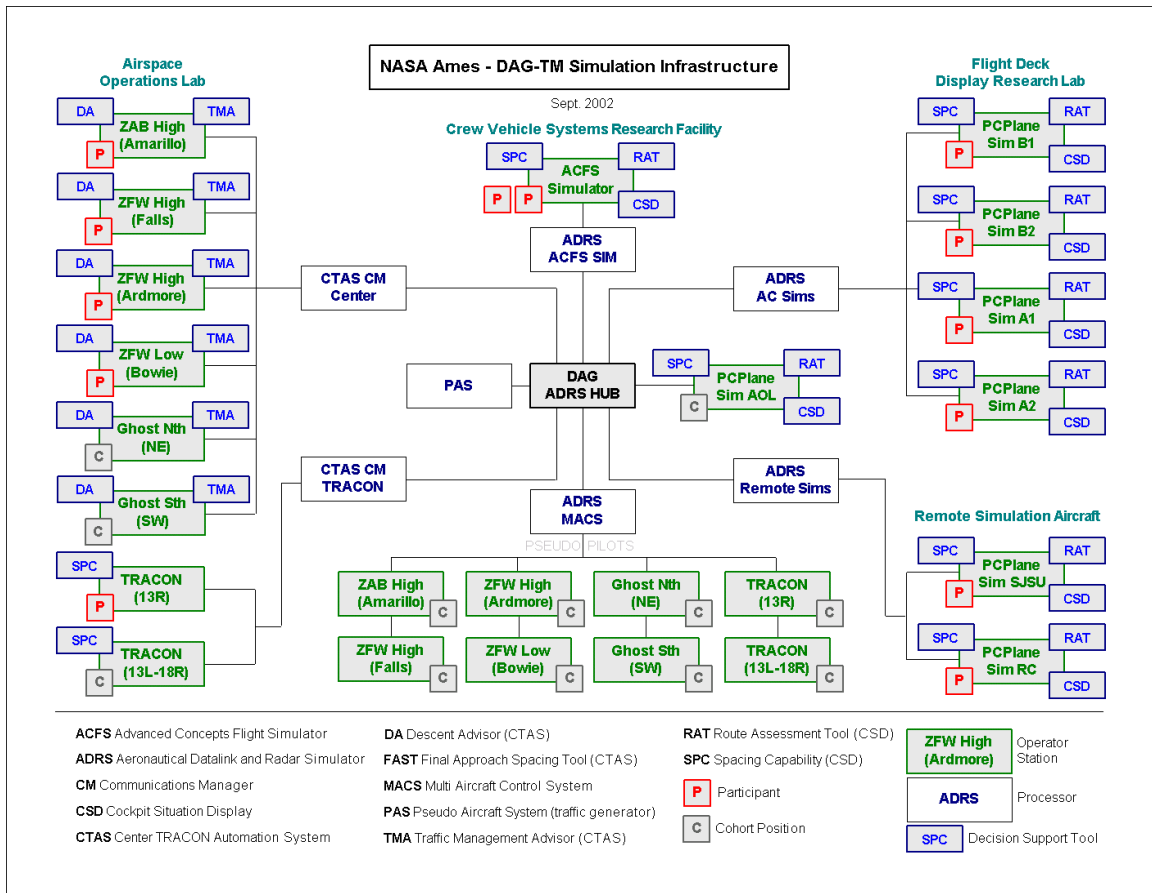 NASA Ames - DAG-TM Simulation Infrastructure
Sept. 2002
Airspace
Operations Lab
DA
TMA
ZAB High
(Amarillo)
P
DA
TMA
ZFW High
(Falls)
P
DA
TMA
ZFW High
(Ardmore)
P
DA
TMA
ZFW Low
(Bowie)
P
DA
TMA
Ghost Nth
(NE)
C
DA
TMA
Ghost Sth
(SW)
C
SPC
TRACON
(13R)
P
SPC
TRACON
(13L-18R)
C
Crew Vehicle Systems Research Facility
SPC
RAT
ACFS
Simulator
P
P
CSD
ADRS
ACFS SIM
CTAS CM
Center
ADRS
AC Sims
PAS
DAG
ADRS HUB
SPC
RAT
PCPlane
Sim AOL
C
CSD
CTAS CM
TRACON
ADRS
Remote Sims
ADRS
MACS
PSEUDO PILOTS
ZAB High
(Amarillo)
C
ZFW High
(Ardmore)
C
Ghost Nth
(NE)
C
TRACON
(13R)
C
ZFW High
(Falls)
C
ZFW Low
(Bowie)
C
Ghost Sth
(SW)
C
TRACON
(13L-18R)
C
Flight Deck
Display Research Lab
SPC
RAT
PCPlane
Sim B1
P
CSD
SPC
RAT
PCPlane
Sim B2
P
CSD
SPC
RAT
PCPlane
Sim A1
P
CSD
SPC
RAT
PCPlane
Sim A2
P
CSD
Remote Simulation Aircraft
SPC
RAT
PCPlane
Sim SJSU
P
CSD
SPC
RAT
PCPlane
Sim RC
P
CSD
ACFS Advanced Concepts Flight Simulator
ADRS Aeronautical Datalink and Radar Simulator
CM Communications Manager
CSD Cockpit Situation Display
CTAS Center TRACON Automation System
DA Descent Advisor (CTAS)
FAST Final Approach Spacing Tool (CTAS)
MACS Multi Aircraft Control System
PAS Pseudo Aircraft System (traffic generator)
TMA Traffic Management Advisor (CTAS)
RAT Route Assessment Tool (CSD)
SPC Spacing Capability (CSD)
P Participant
C Cohort Position
ZFW High
(Ardmore)
Operator
Station
ADRS
Processor
SPC
Decision Support Tool